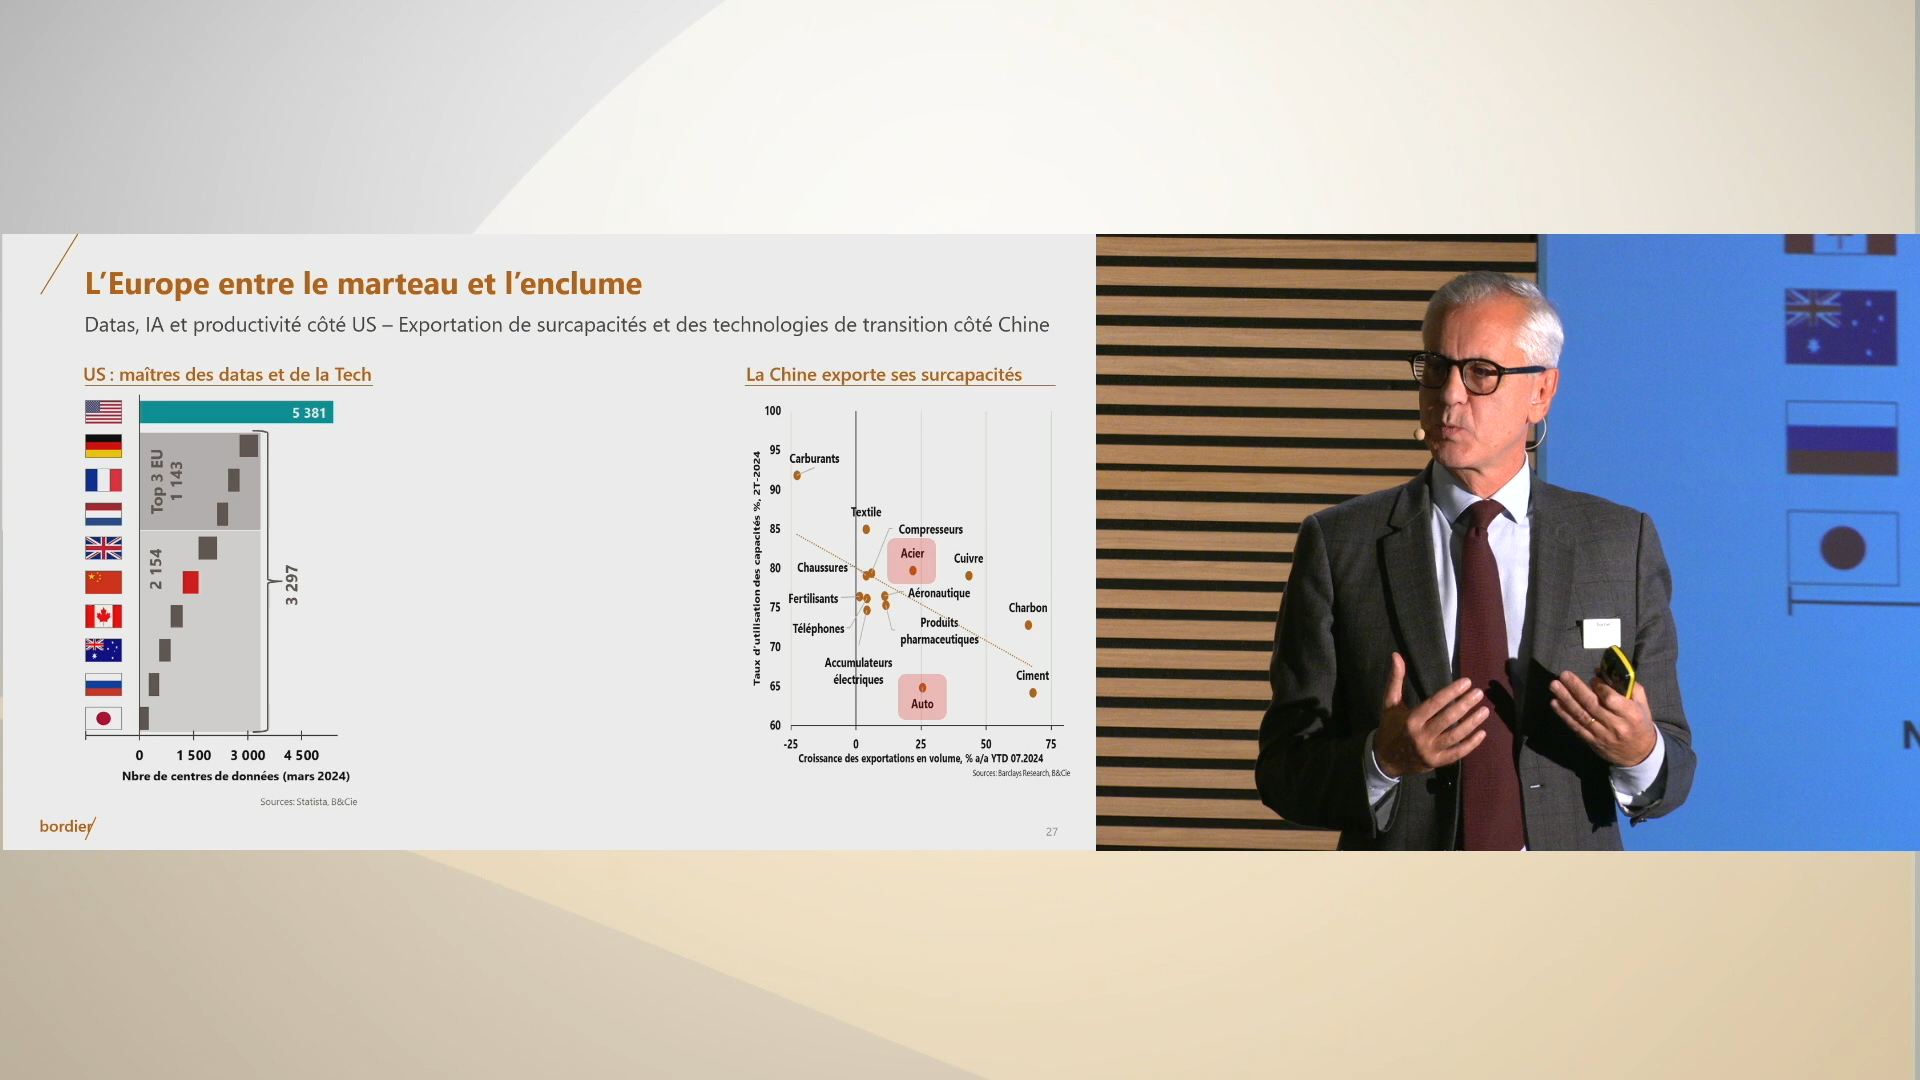 L'Europe entre le marteau et l'enclume
Datas, IA et productivité côté US – Exportation de surcapacités et des technologies de transition côté Chine
US : maîtres des datas et de la Tech
5 381
Top 3 EU
1 143
2 154
3 297
0 1 500 3 000 4 500
Nbre de centres de données (mars 2024)
Sources: Statista, B&Cie
La Chine exporte ses surcapacités
Taux d'utilisation des capacités %, 2T-2024
100
95
90
85
80
75
70
65
60
Carburants
Textile
Compresseurs
Acier
Cuivre
Chaussures
Fertilisants
Aéronautique
Charbon
Téléphones
Produits
pharmaceutiques
Accumulateurs
électriques
Ciment
Auto
-25 0 25 50 75
Croissance des exportations en volume, % a/a YTD 07.2024
Sources: Barclays Research, B&Cie
bordier
27
N